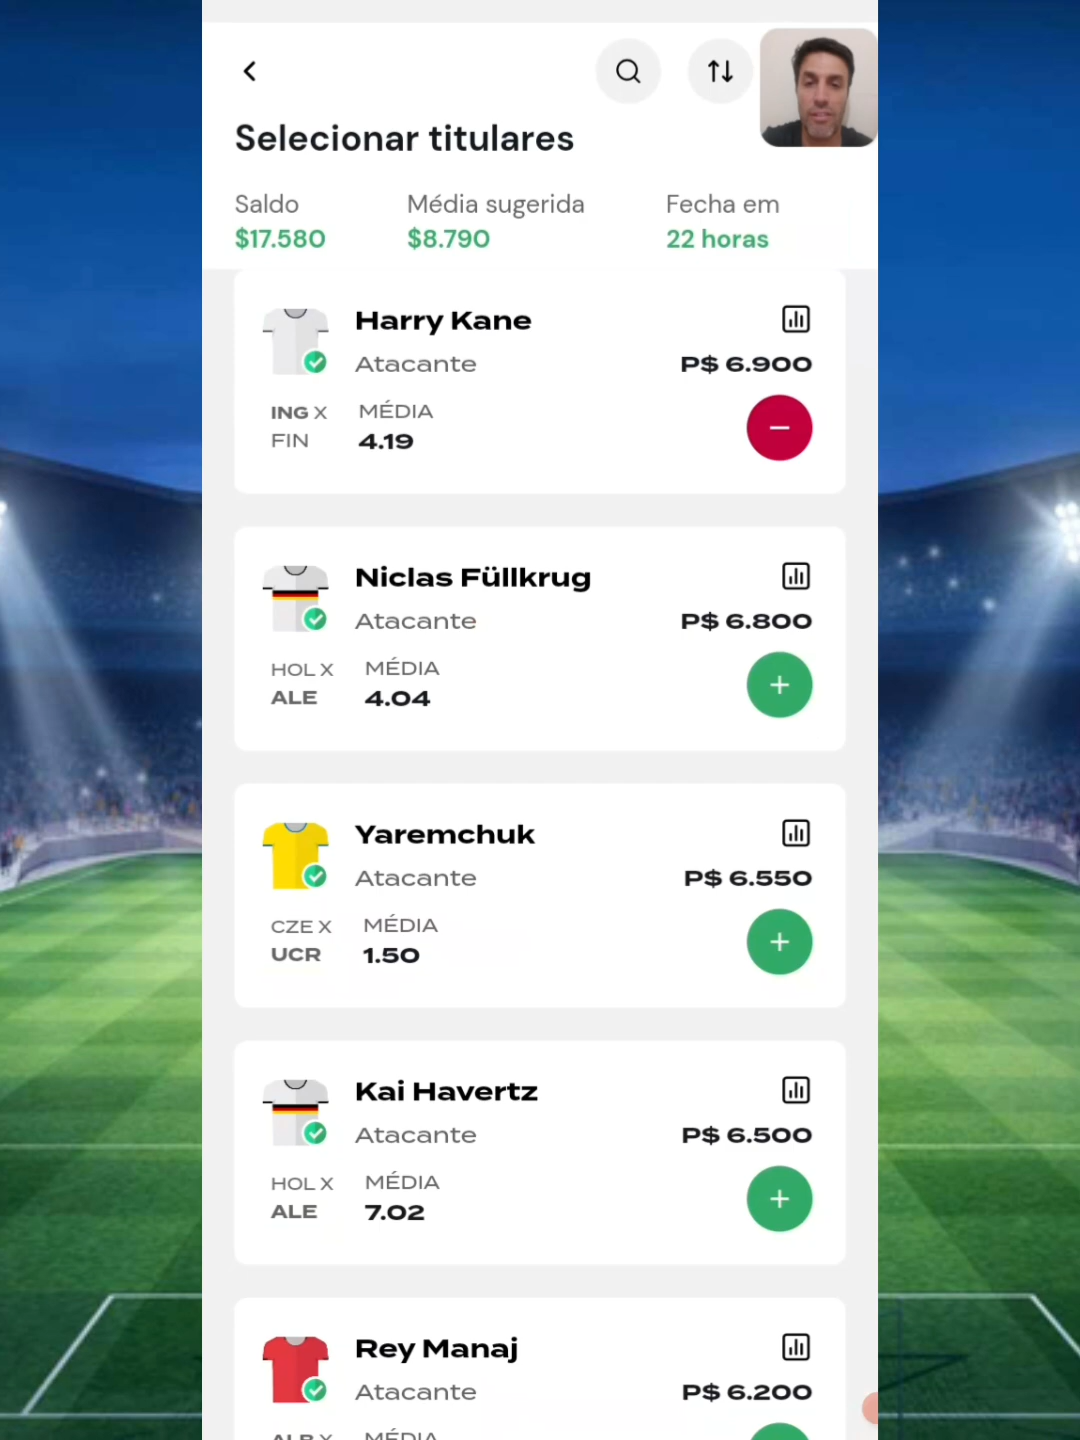 Selecionar titulares
Saldo Média sugerida Fecha em
$17.580 $8.790 22 horas
Harry Kane
Atacante P$ 6.900
ING X MÉDIA
FIN 4.19
Niclas Füllkrug
Atacante P$ 6.800
HOL X MÉDIA
ALE 4.04
Yaremchuk
Atacante P$ 6.550
CZE X MÉDIA
UCR 1.50
Kai Havertz
Atacante P$ 6.500
HOL X MÉDIA
ALE 7.02
Rey Manaj
Atacante P$ 6.200
ALB X MÉDIA